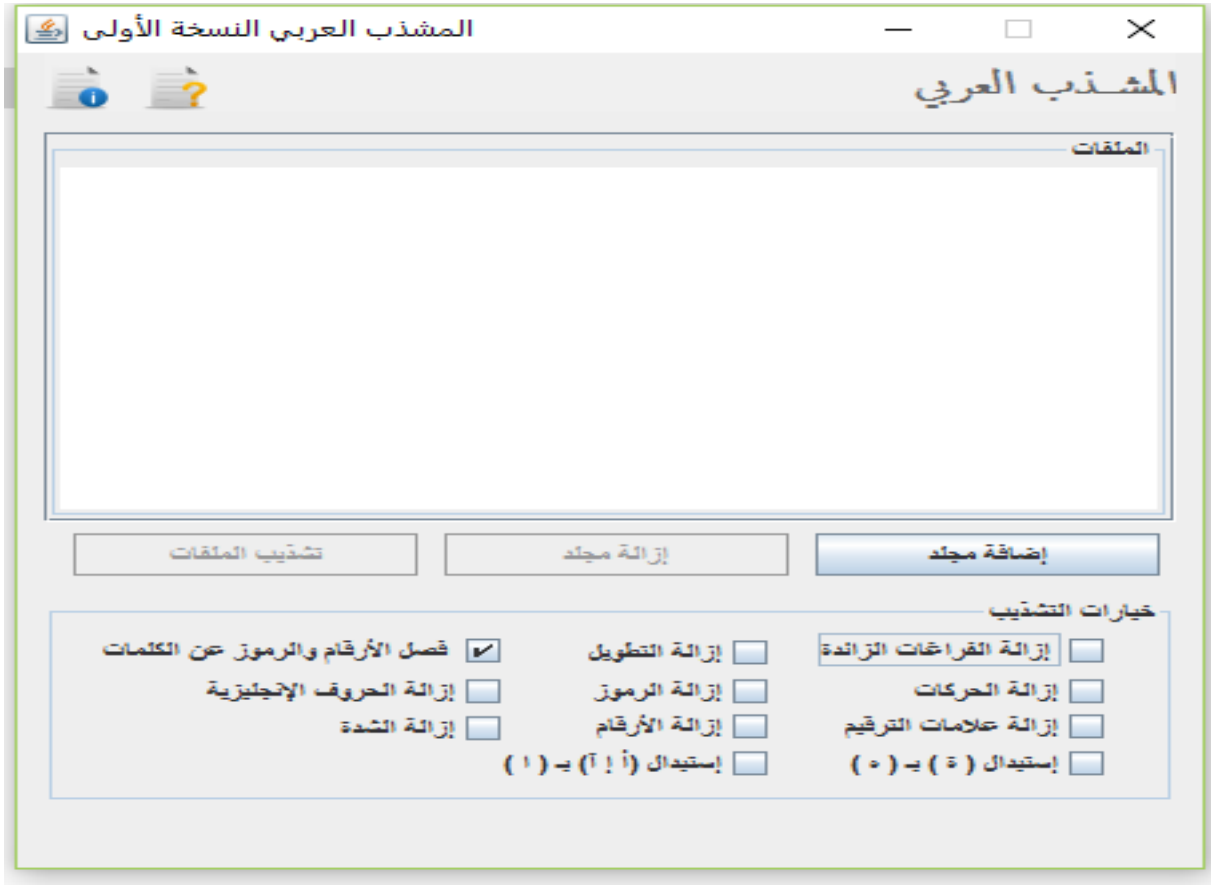 المشذب العربي النسخة الأولى
المشــذب العربي
الملفات
إضافة مجلد
إزالة مجلد
تشذيب الملفات
خيارات التشذيب
إزالة الفراغات الزائدة
إزالة التطويل
فصل الأرقام والرموز عن الكلمات
إزالة الحركات
إزالة الرموز
إزالة الحروف الإنجليزية
إزالة علامات الترقيم
إزالة الأرقام
إزالة الشدة
إستبدال ( ة ) بـ ( ه )
إستبدال (أ إ آ) بـ ( ا )